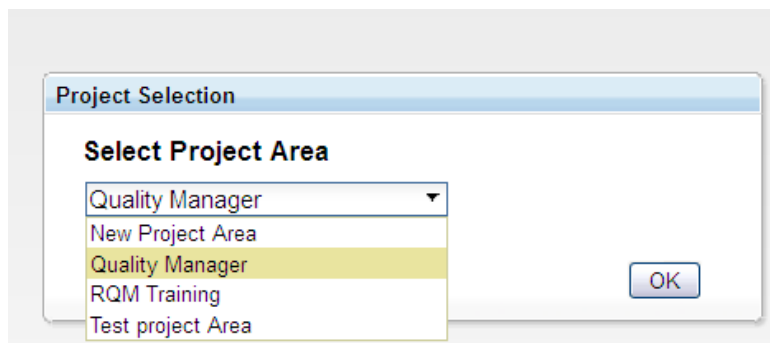 Project Selection
Select Project Area
Quality Manager
New Project Area
Quality Manager
RQM Training
OK
Test project Area